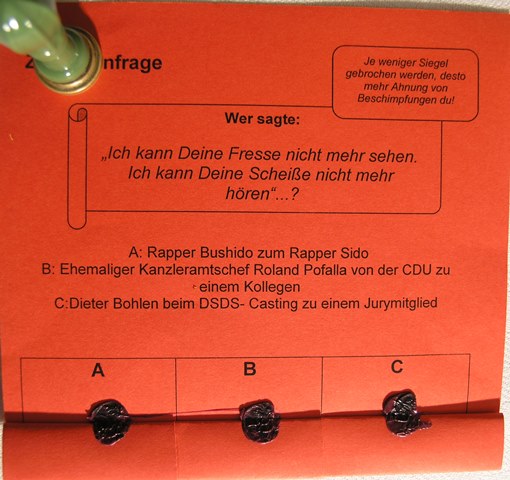 Z nfrage
Je weniger Siegel
gebrochen werden, desto
mehr Ahnung von
Beschimpfungen du!
Wer sagte:
„Ich kann Deine Fresse nicht mehr sehen.
Ich kann Deine Scheiße nicht mehr
hören“...?
A: Rapper Bushido zum Rapper Sido
B: Ehemaliger Kanzleramtschef Roland Pofalla von der CDU zu
einem Kollegen
C:Dieter Bohlen beim DSDS- Casting zu einem Jurymitglied
A B C